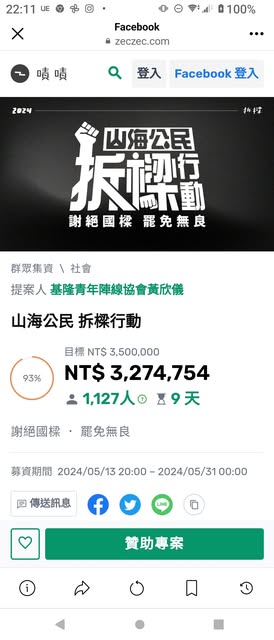 22:11 UE 100%
Facebook
zeczec.com
嘖嘖 登入 Facebook 登入
2024 拆樑
山海公民
拆樑行動
謝絕國樑 罷免無良
群眾集資 \ 社會
提案人 基隆青年陣線協會黃欣儀
山海公民 拆樑行動
93%
目標 NT$ 3,500,000
NT$ 3,274,754
1,127人 ? 9 天
謝絕國樑 · 罷免無良
募資期間 2024/05/13 20:00 – 2024/05/31 00:00
傳送訊息 LINE
贊助專案